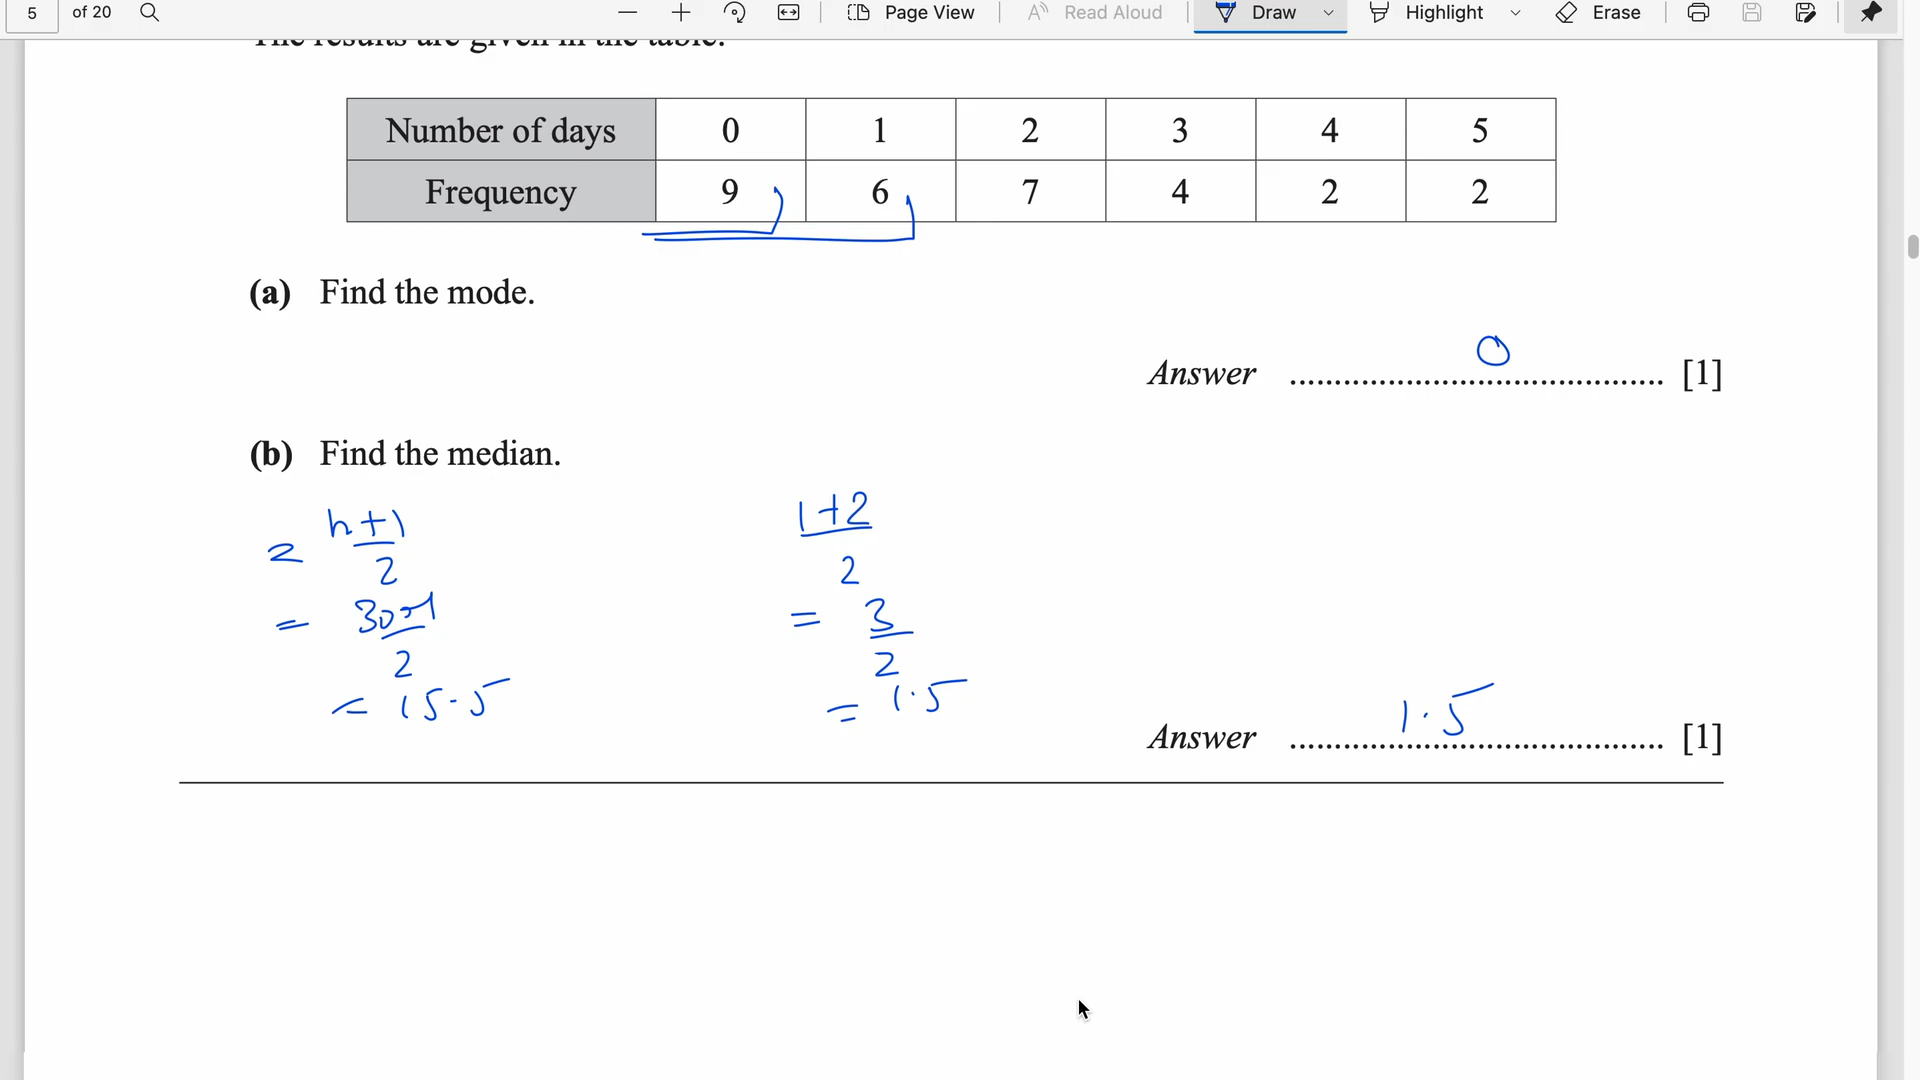 5 of 20 Page View Read Aloud Draw Highlight Erase
The results are given in the table.
Number of days 0 1 2 3 4 5
Frequency 9 6 7 4 2 2
(a) Find the mode.
0
Answer .......................................... [1]
(b) Find the median.
= n+1
2
= 30+1
2
= 15.5
1+2
2
= 3
2
= 1.5
1.5
Answer .......................................... [1]